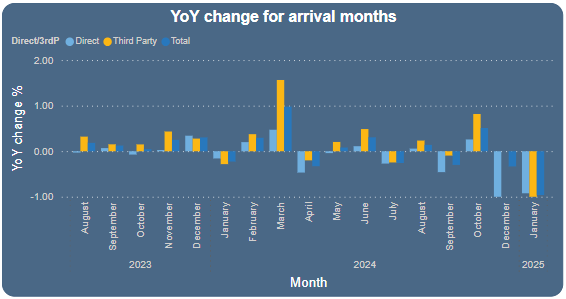 YoY change for arrival months
Direct/3rdP Direct Third Party Total
2.00
1.00
0.00
-1.00
YoY change %
August
September
October
November
December
January
February
March
April
May
June
July
August
September
October
December
January
2023
2024
2025
Month